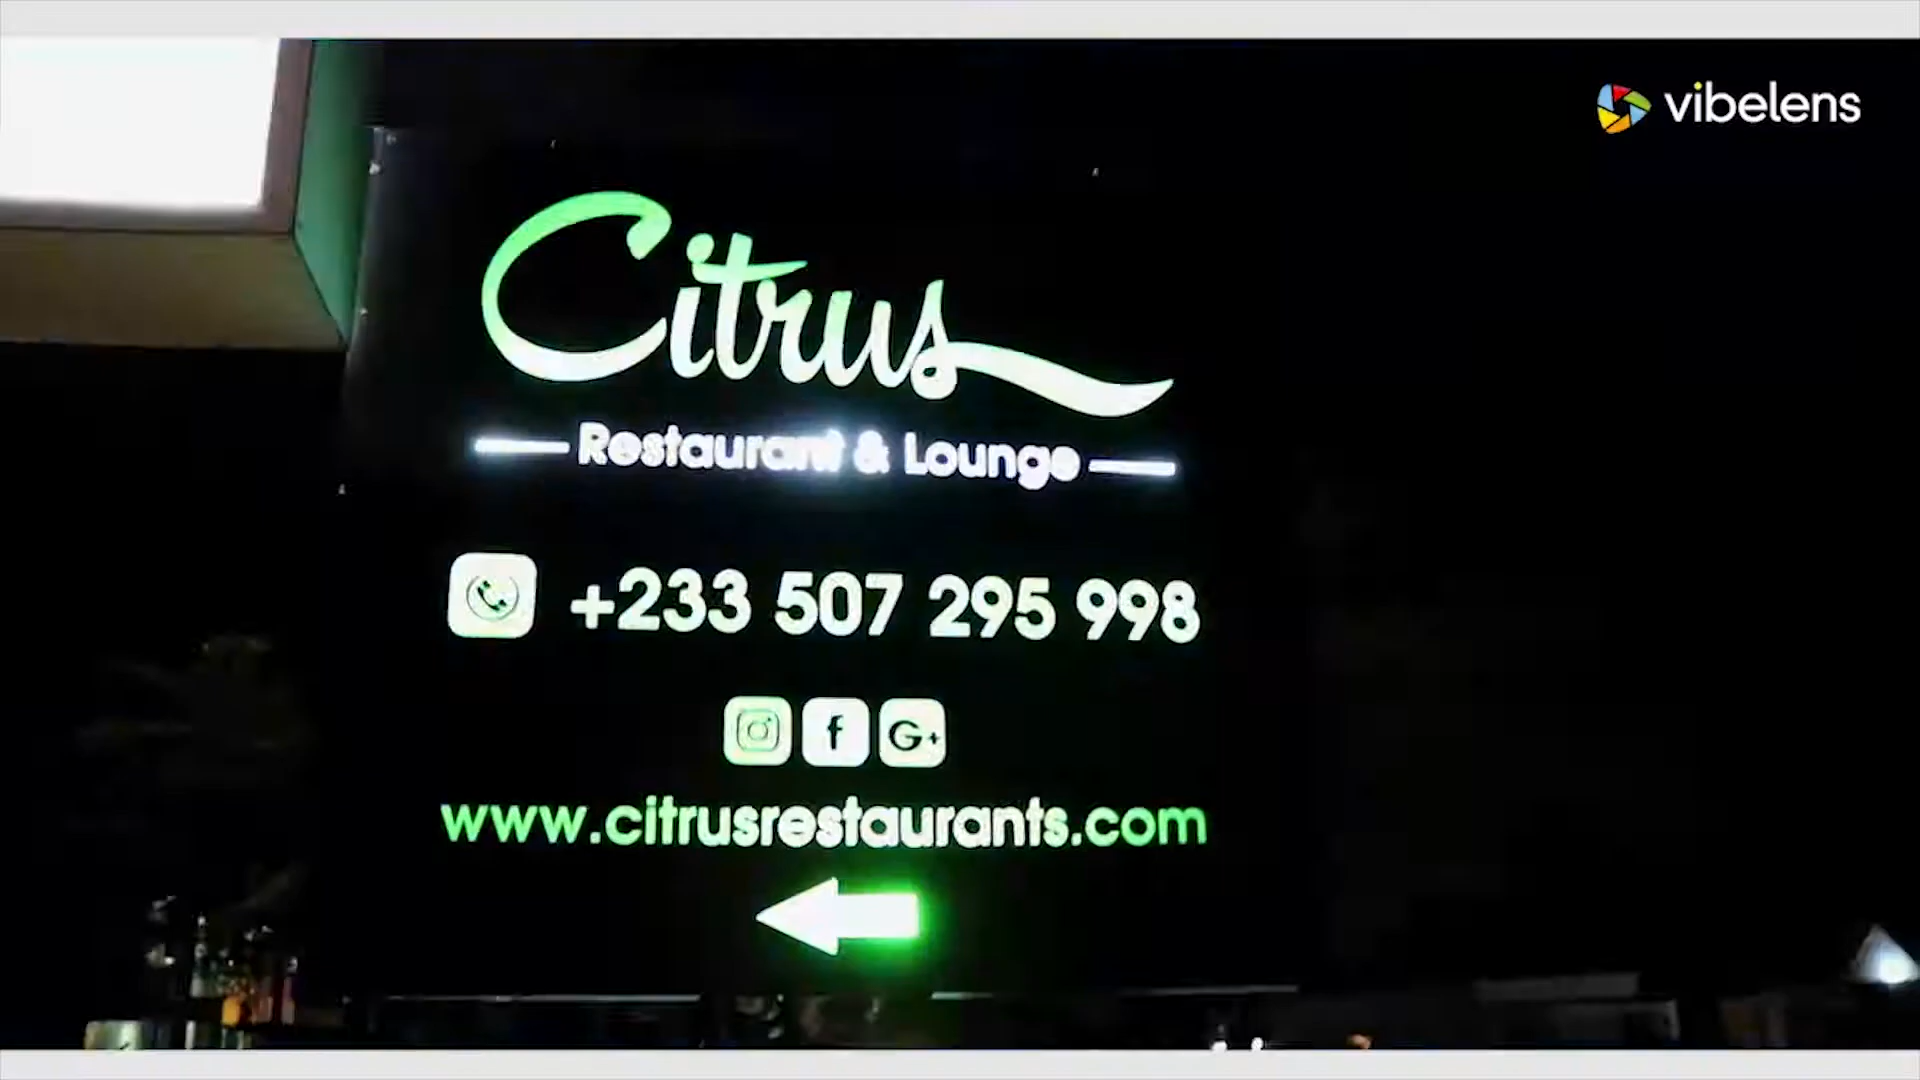 vibelens
Citrus
Restaurant & Lounge
+233 507 295 998
f G+
www.citrusrestaurants.com